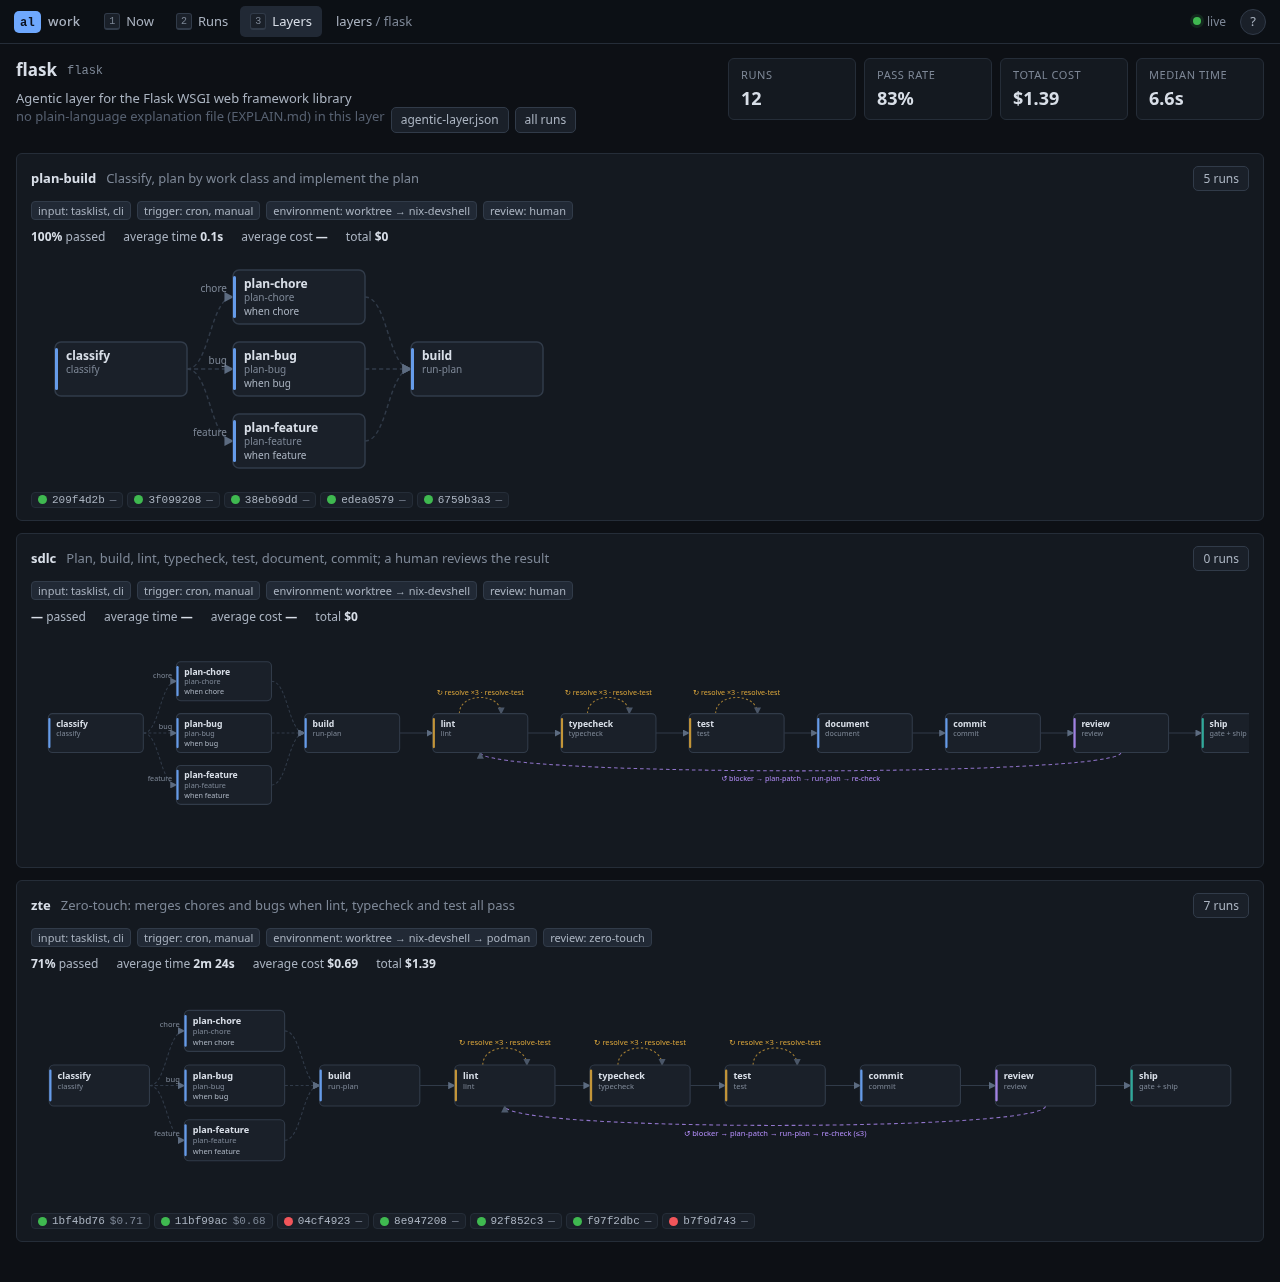 al work 1 Now 2 Runs 3 Layers layers / flask live ?
flask flask
Agentic layer for the Flask WSGI web framework library
no plain-language explanation file (EXPLAIN.md) in this layer agentic-layer.json all runs
RUNS
12
PASS RATE
83%
TOTAL COST
$1.39
MEDIAN TIME
6.6s
plan-build Classify, plan by work class and implement the plan 5 runs
input: tasklist, cli trigger: cron, manual environment: worktree → nix-devshell review: human
100% passed average time 0.1s average cost — total $0
chore
plan-chore
plan-chore
when chore
classify
classify
bug
plan-bug
plan-bug
when bug
build
run-plan
feature
plan-feature
plan-feature
when feature
209f4d2b — 3f099208 — 38eb69dd — edea0579 — 6759b3a3 —
sdlc Plan, build, lint, typecheck, test, document, commit; a human reviews the result 0 runs
input: tasklist, cli trigger: cron, manual environment: worktree → nix-devshell review: human
— passed average time — average cost — total $0
chore
plan-chore
plan-chore
when chore
classify
classify
bug
plan-bug
plan-bug
when bug
feature
plan-feature
plan-feature
when feature
build
run-plan
↻ resolve ×3 · resolve-test
lint
lint
↻ resolve ×3 · resolve-test
typecheck
typecheck
↻ resolve ×3 · resolve-test
test
test
document
document
commit
commit
review
review
ship
gate + ship
↺ blocker → plan-patch → run-plan → re-check
zte Zero-touch: merges chores and bugs when lint, typecheck and test all pass 7 runs
input: tasklist, cli trigger: cron, manual environment: worktree → nix-devshell → podman review: zero-touch
71% passed average time 2m 24s average cost $0.69 total $1.39
chore
plan-chore
plan-chore
when chore
classify
classify
bug
plan-bug
plan-bug
when bug
feature
plan-feature
plan-feature
when feature
build
run-plan
↻ resolve ×3 · resolve-test
lint
lint
↻ resolve ×3 · resolve-test
typecheck
typecheck
↻ resolve ×3 · resolve-test
test
test
commit
commit
review
review
ship
gate + ship
↺ blocker → plan-patch → run-plan → re-check (≤3)
1bf4bd76 $0.71 11bf99ac $0.68 04cf4923 — 8e947208 — 92f852c3 — f97f2dbc — b7f9d743 —